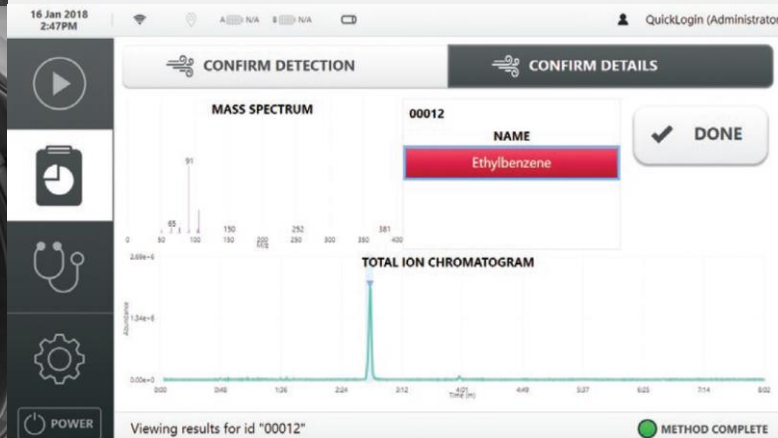 16 Jan 2018
2:47PM
A N/A B N/A
QuickLogin (Administrator
CONFIRM DETECTION
CONFIRM DETAILS
MASS SPECTRUM
00012
NAME
Ethylbenzene
DONE
91
65
150
252
381
0 50 100 150 200 250 300 350 400
M/S
TOTAL ION CHROMATOGRAM
2.69e+6
1.34e+6
0.00e+0
Abundance
2:00 0:48 1:36 2:24 3:12 4:01 4:49 5:37 6:25 7:14 8:02
Time (m)
POWER
Viewing results for id "00012"
METHOD COMPLETE